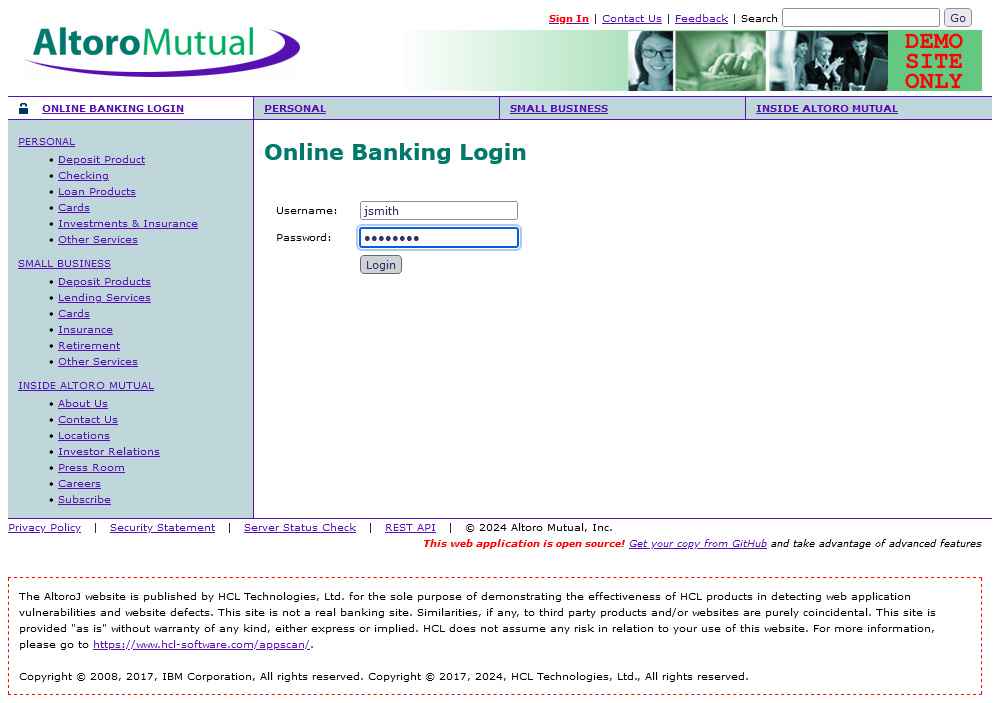 Sign In | Contact Us | Feedback | Search Go
AltoroMutual
DEMO
SITE
ONLY
ONLINE BANKING LOGIN
PERSONAL
SMALL BUSINESS
INSIDE ALTORO MUTUAL
PERSONAL
• Deposit Product
• Checking
• Loan Products
• Cards
• Investments & Insurance
• Other Services
SMALL BUSINESS
• Deposit Products
• Lending Services
• Cards
• Insurance
• Retirement
• Other Services
INSIDE ALTORO MUTUAL
• About Us
• Contact Us
• Locations
• Investor Relations
• Press Room
• Careers
• Subscribe
Online Banking Login
Username: jsmith
Password: ••••••••
Login
Privacy Policy | Security Statement | Server Status Check | REST API | © 2024 Altoro Mutual, Inc.
This web application is open source! Get your copy from GitHub and take advantage of advanced features
The AltoroJ website is published by HCL Technologies, Ltd. for the sole purpose of demonstrating the effectiveness of HCL products in detecting web application
vulnerabilities and website defects. This site is not a real banking site. Similarities, if any, to third party products and/or websites are purely coincidental. This site is
provided "as is" without warranty of any kind, either express or implied. HCL does not assume any risk in relation to your use of this website. For more information,
please go to https://www.hcl-software.com/appscan/.
Copyright © 2008, 2017, IBM Corporation, All rights reserved. Copyright © 2017, 2024, HCL Technologies, Ltd., All rights reserved.